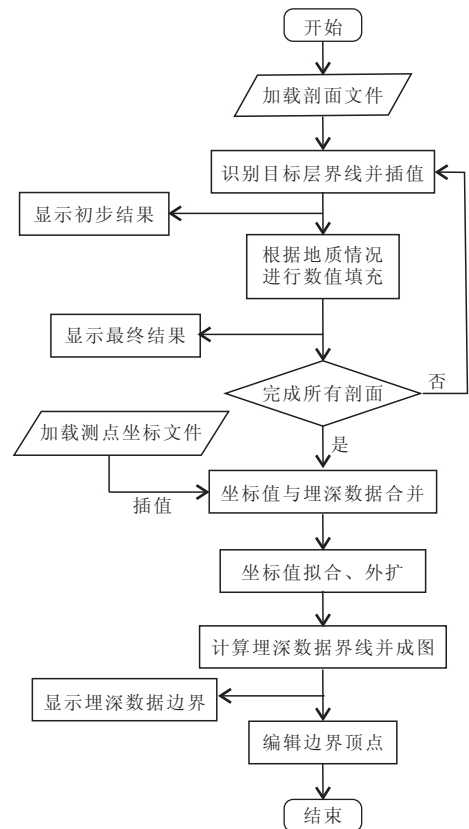 开始
加载剖面文件
识别目标层界线并插值
显示初步结果
根据地质情况
进行数值填充
显示最终结果
完成所有剖面
否
加载测点坐标文件
是
插值
坐标值与埋深数据合并
坐标值拟合、外扩
计算埋深数据界线并成图
显示埋深数据边界
编辑边界顶点
结束